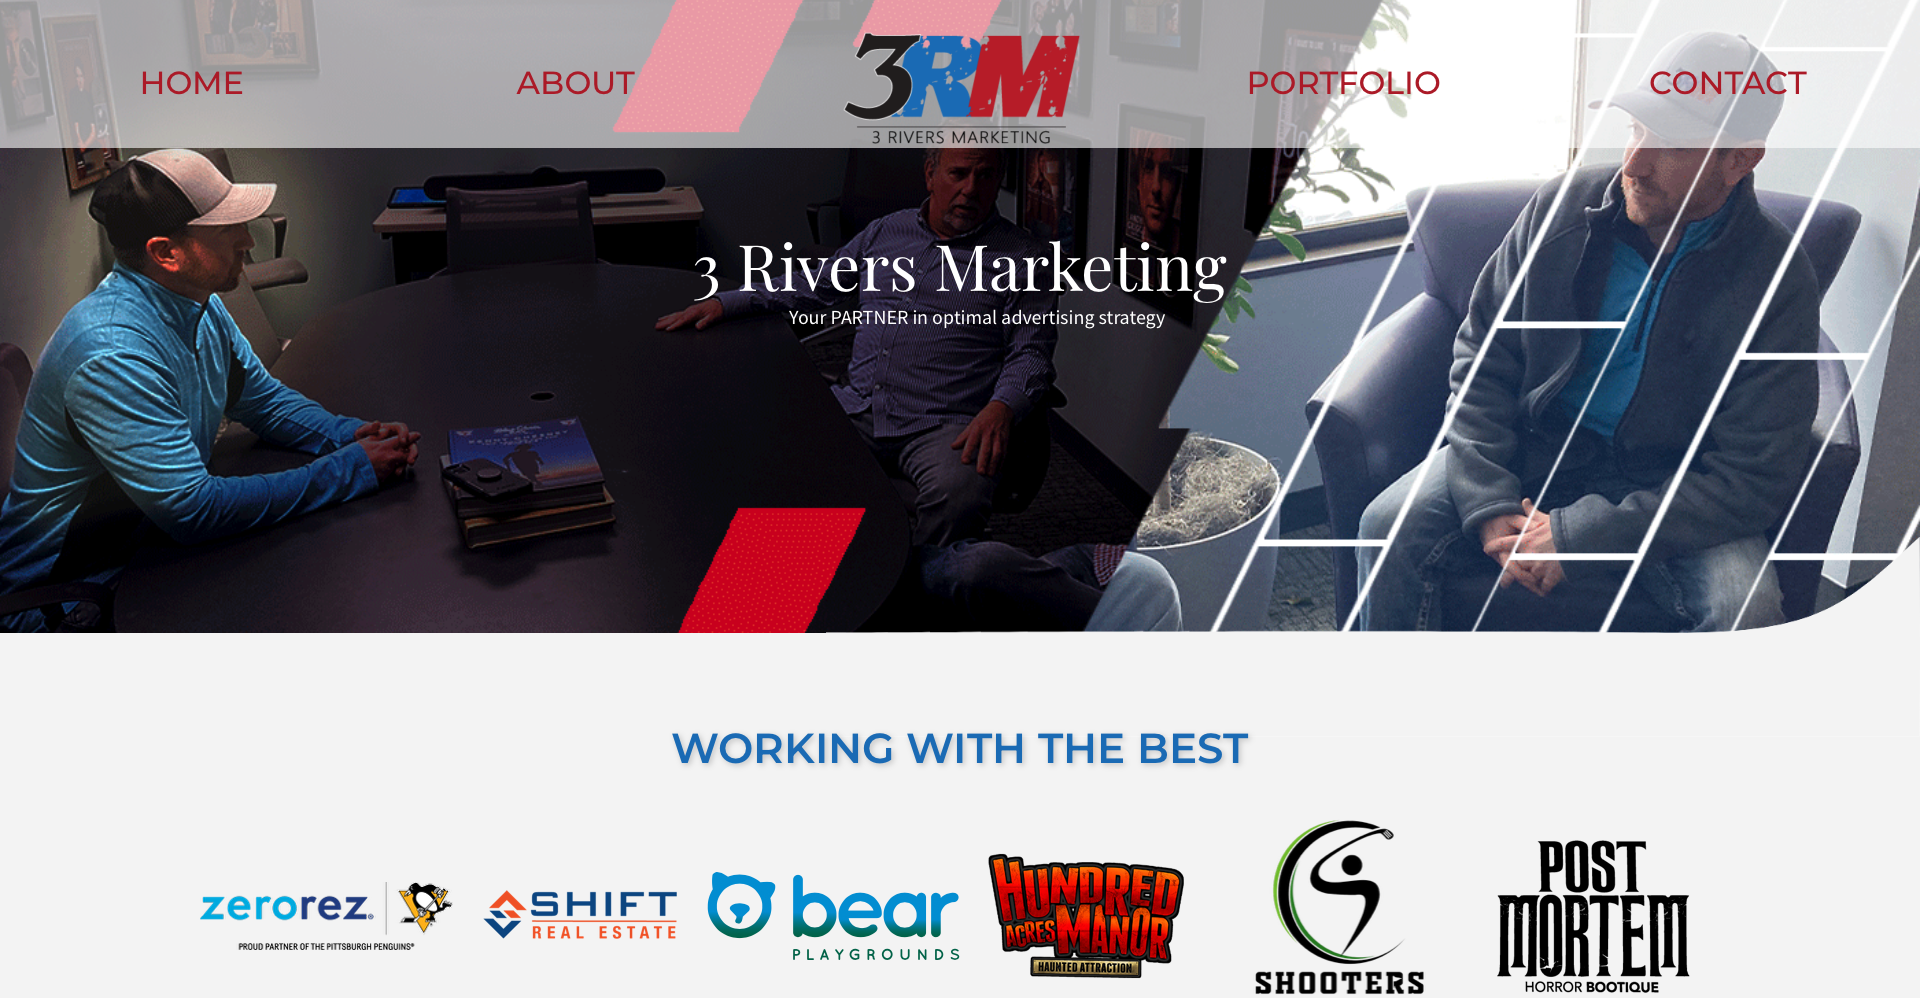 HOME
ABOUT
3RM
3 RIVERS MARKETING
PORTFOLIO
CONTACT
3 Rivers Marketing
Your PARTNER in optimal advertising strategy
WORKING WITH THE BEST
zerorez®
PROUD PARTNER OF THE PITTSBURGH PENGUINS®
SHIFT
REAL ESTATE
bear
PLAYGROUNDS
HUNDRED
ACRES MANOR
HAUNTED ATTRACTION
SHOOTERS
POST
MORTEM
HORROR BOOTIQUE